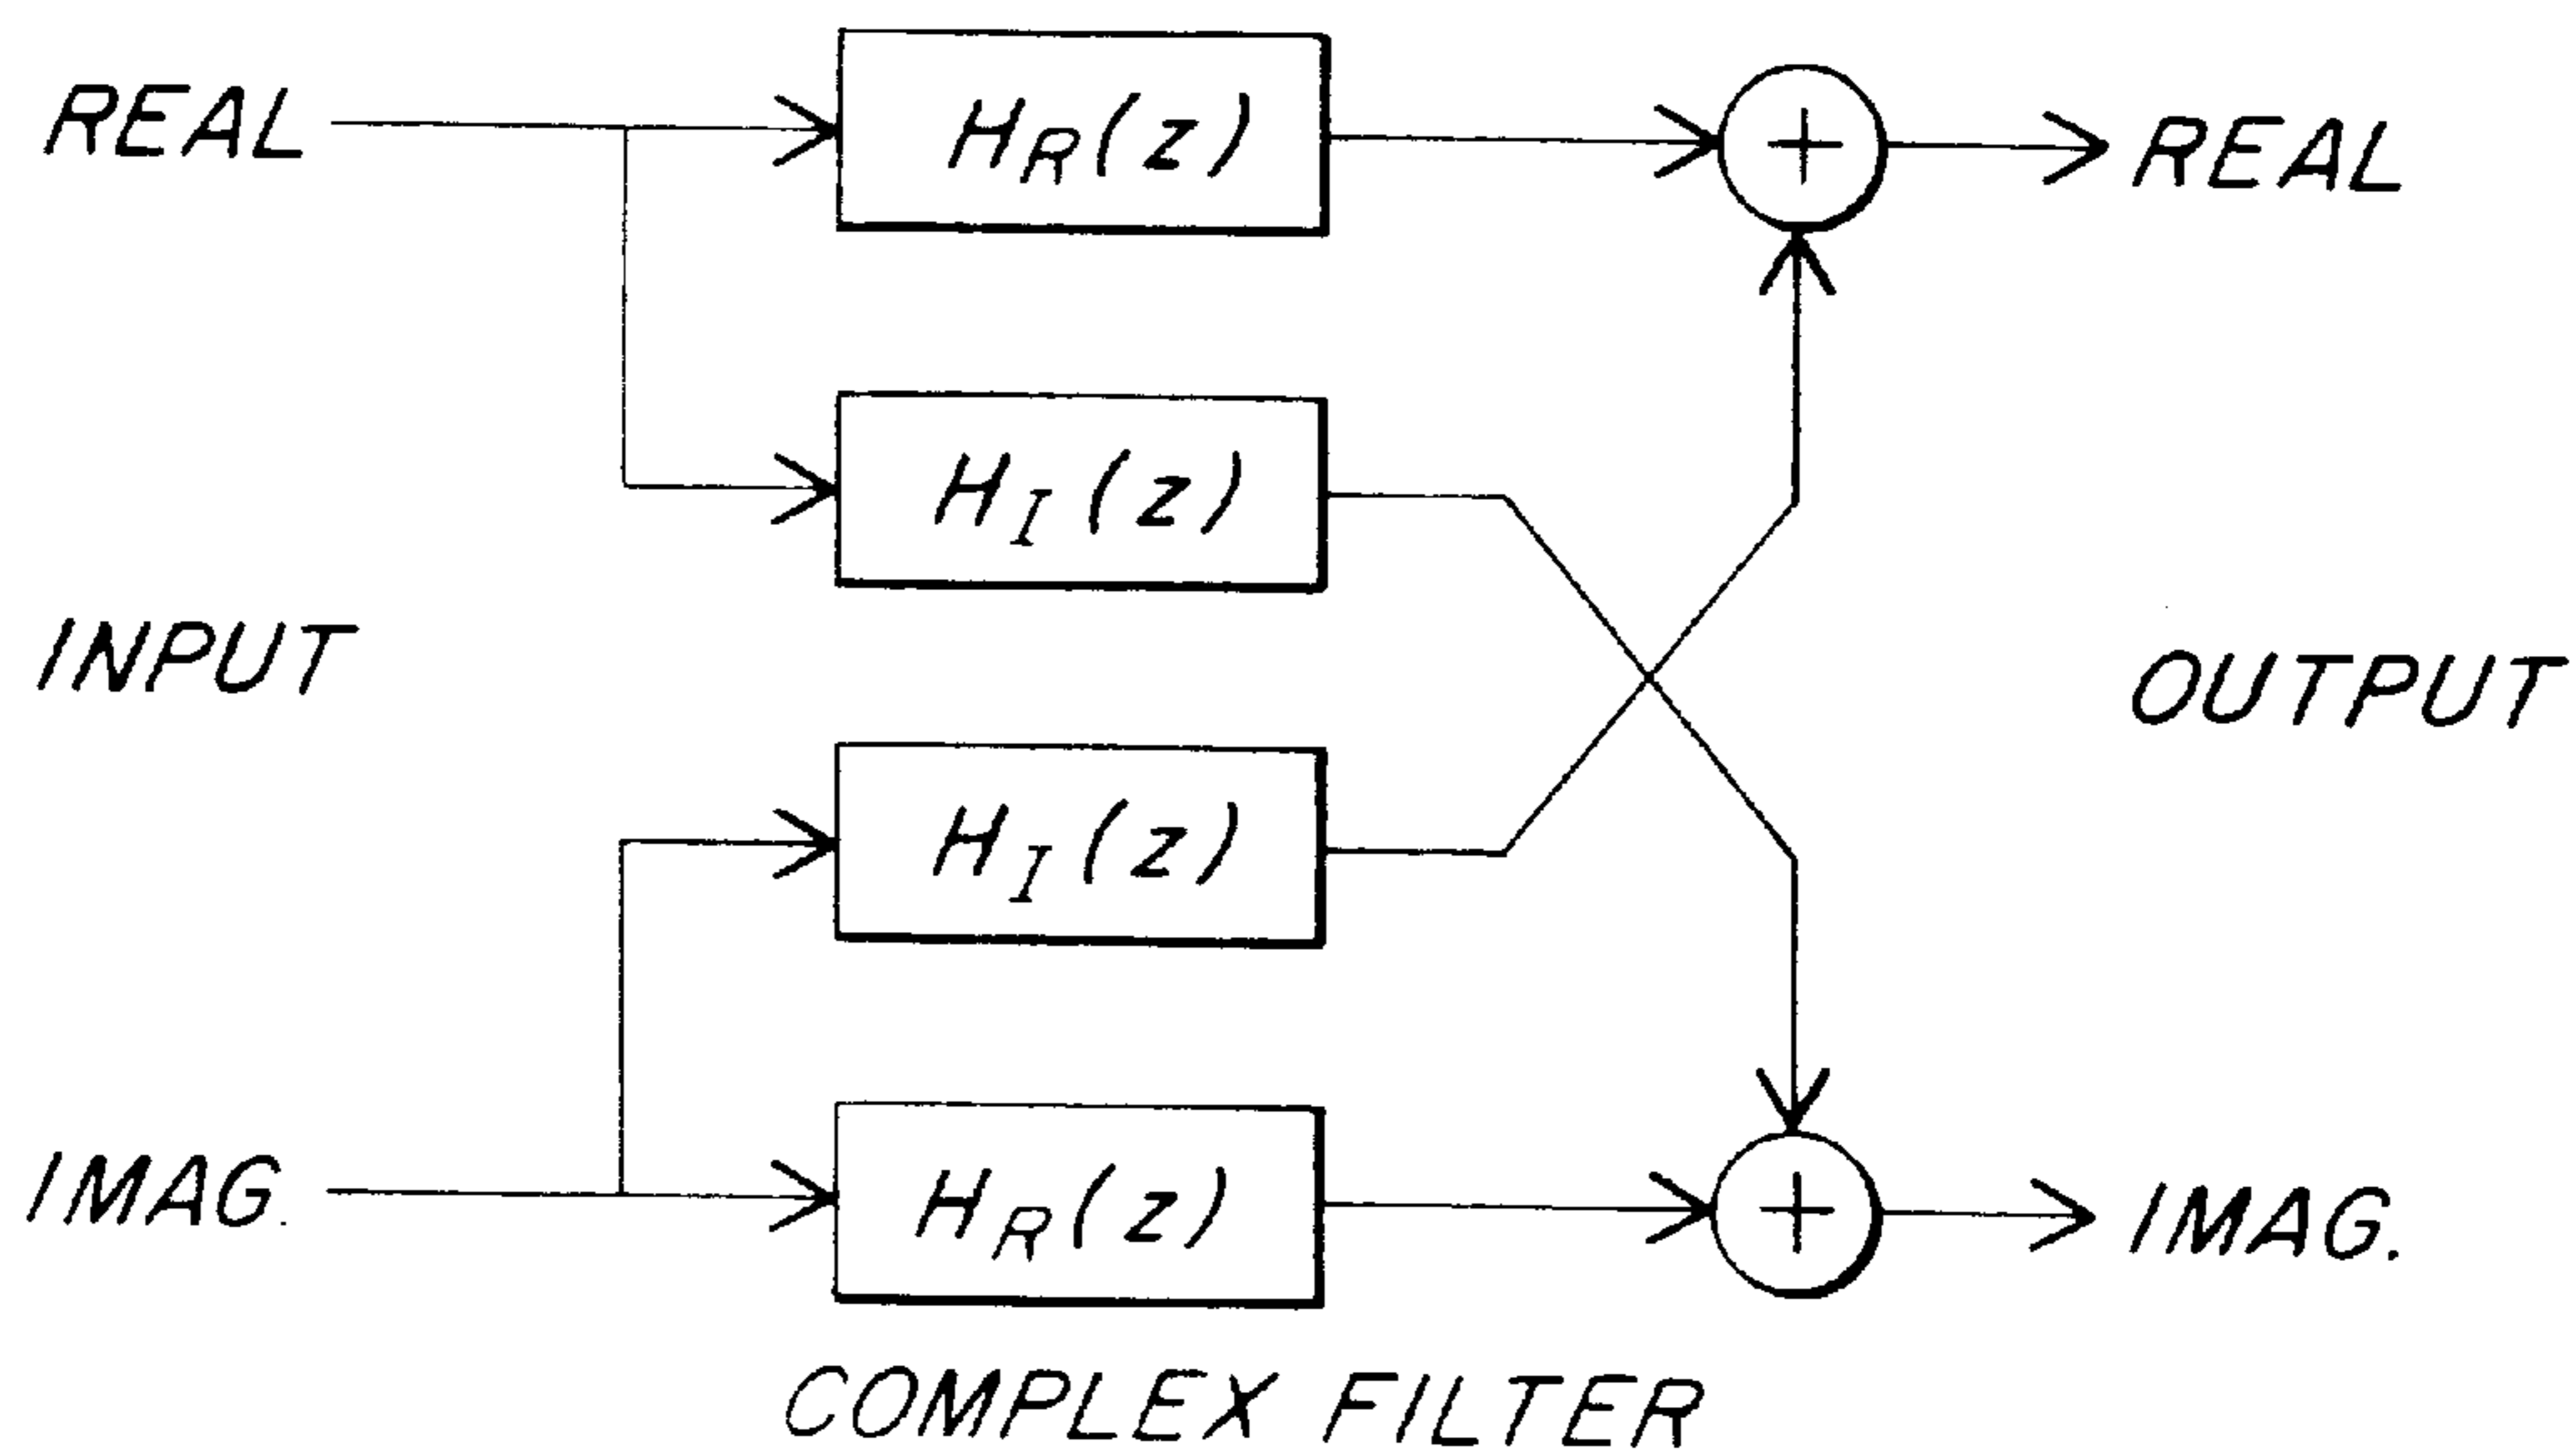 REAL
H_R(z)
+
REAL
H_I(z)
INPUT
OUTPUT
H_I(z)
IMAG.
H_R(z)
+
IMAG.
COMPLEX FILTER